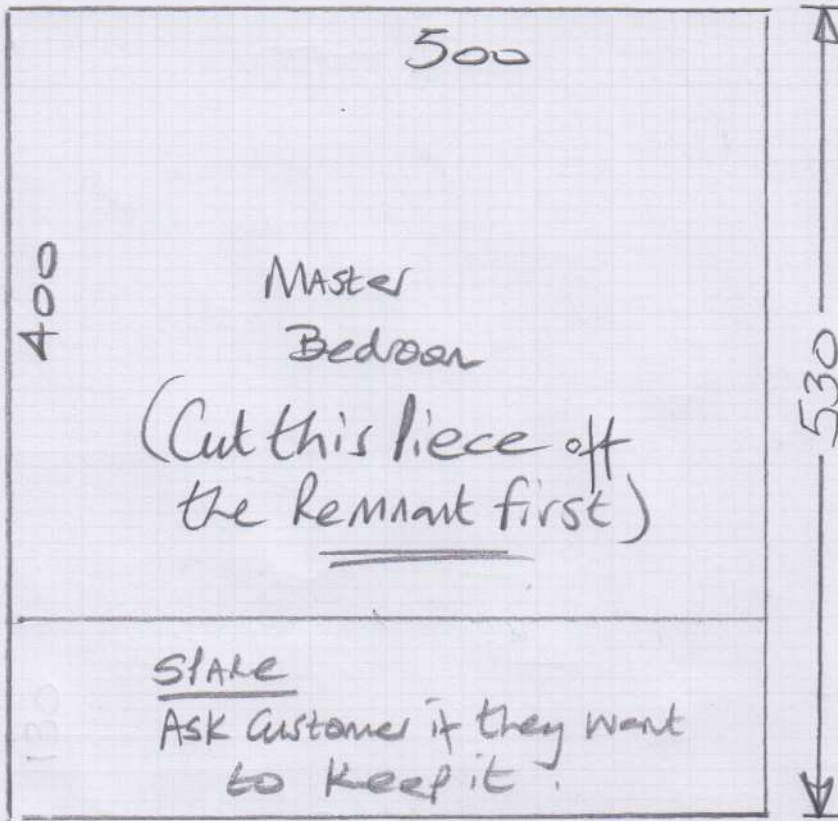 500
400
530
Master
Bedroom
(Cut this Piece off
the Remnant first)
130
SPARE
Ask Customer if they want
to keep it.